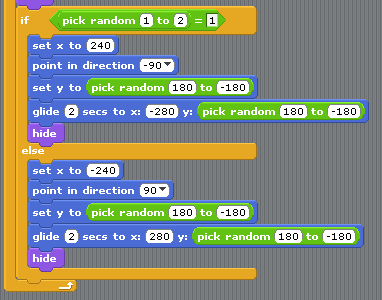 if pick random 1 to 2 = 1
set x to 240
point in direction -90
set y to pick random 180 to -180
glide 2 secs to x: -280 y: pick random 180 to -180
hide
else
set x to -240
point in direction 90
set y to pick random 180 to -180
glide 2 secs to x: 280 y: pick random 180 to -180
hide